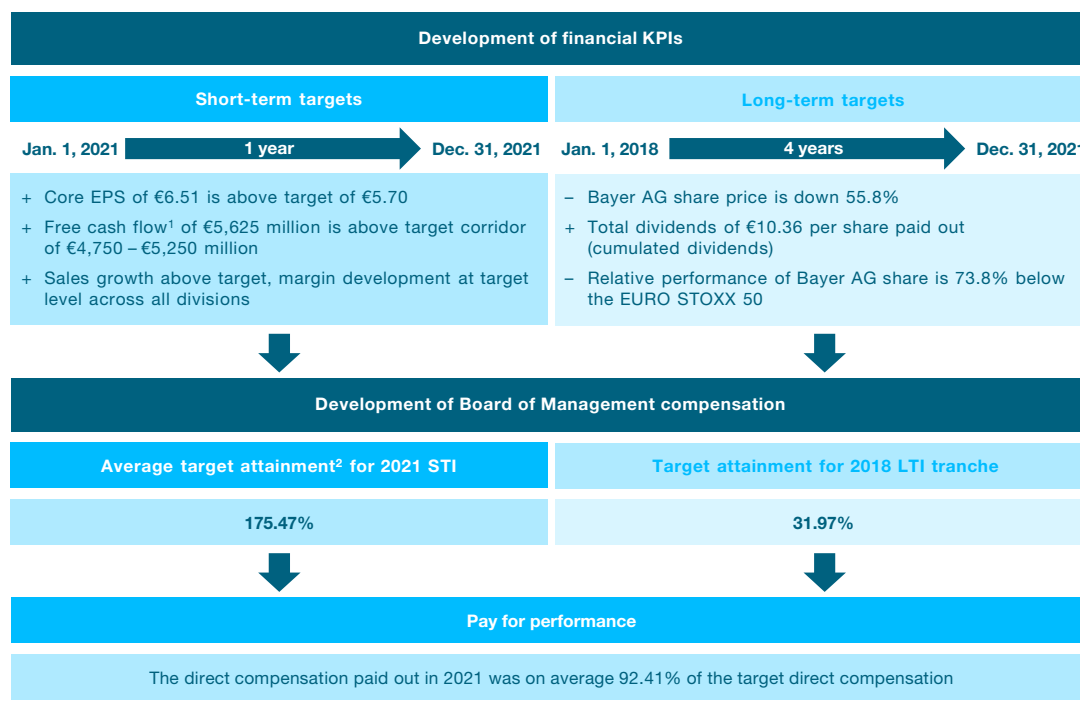 Development of financial KPIs
Short-term targets
Long-term targets
Jan. 1, 2021
1 year
Dec. 31, 2021
Jan. 1, 2018
4 years
Dec. 31, 2021
+ Core EPS of €6.51 is above target of €5.70
+ Free cash flow¹ of €5,625 million is above target corridor
of €4,750 – €5,250 million
+ Sales growth above target, margin development at target
level across all divisions
– Bayer AG share price is down 55.8%
+ Total dividends of €10.36 per share paid out
(cumulated dividends)
– Relative performance of Bayer AG share is 73.8% below
the EURO STOXX 50
Development of Board of Management compensation
Average target attainment² for 2021 STI
Target attainment for 2018 LTI tranche
175.47%
31.97%
Pay for performance
The direct compensation paid out in 2021 was on average 92.41% of the target direct compensation